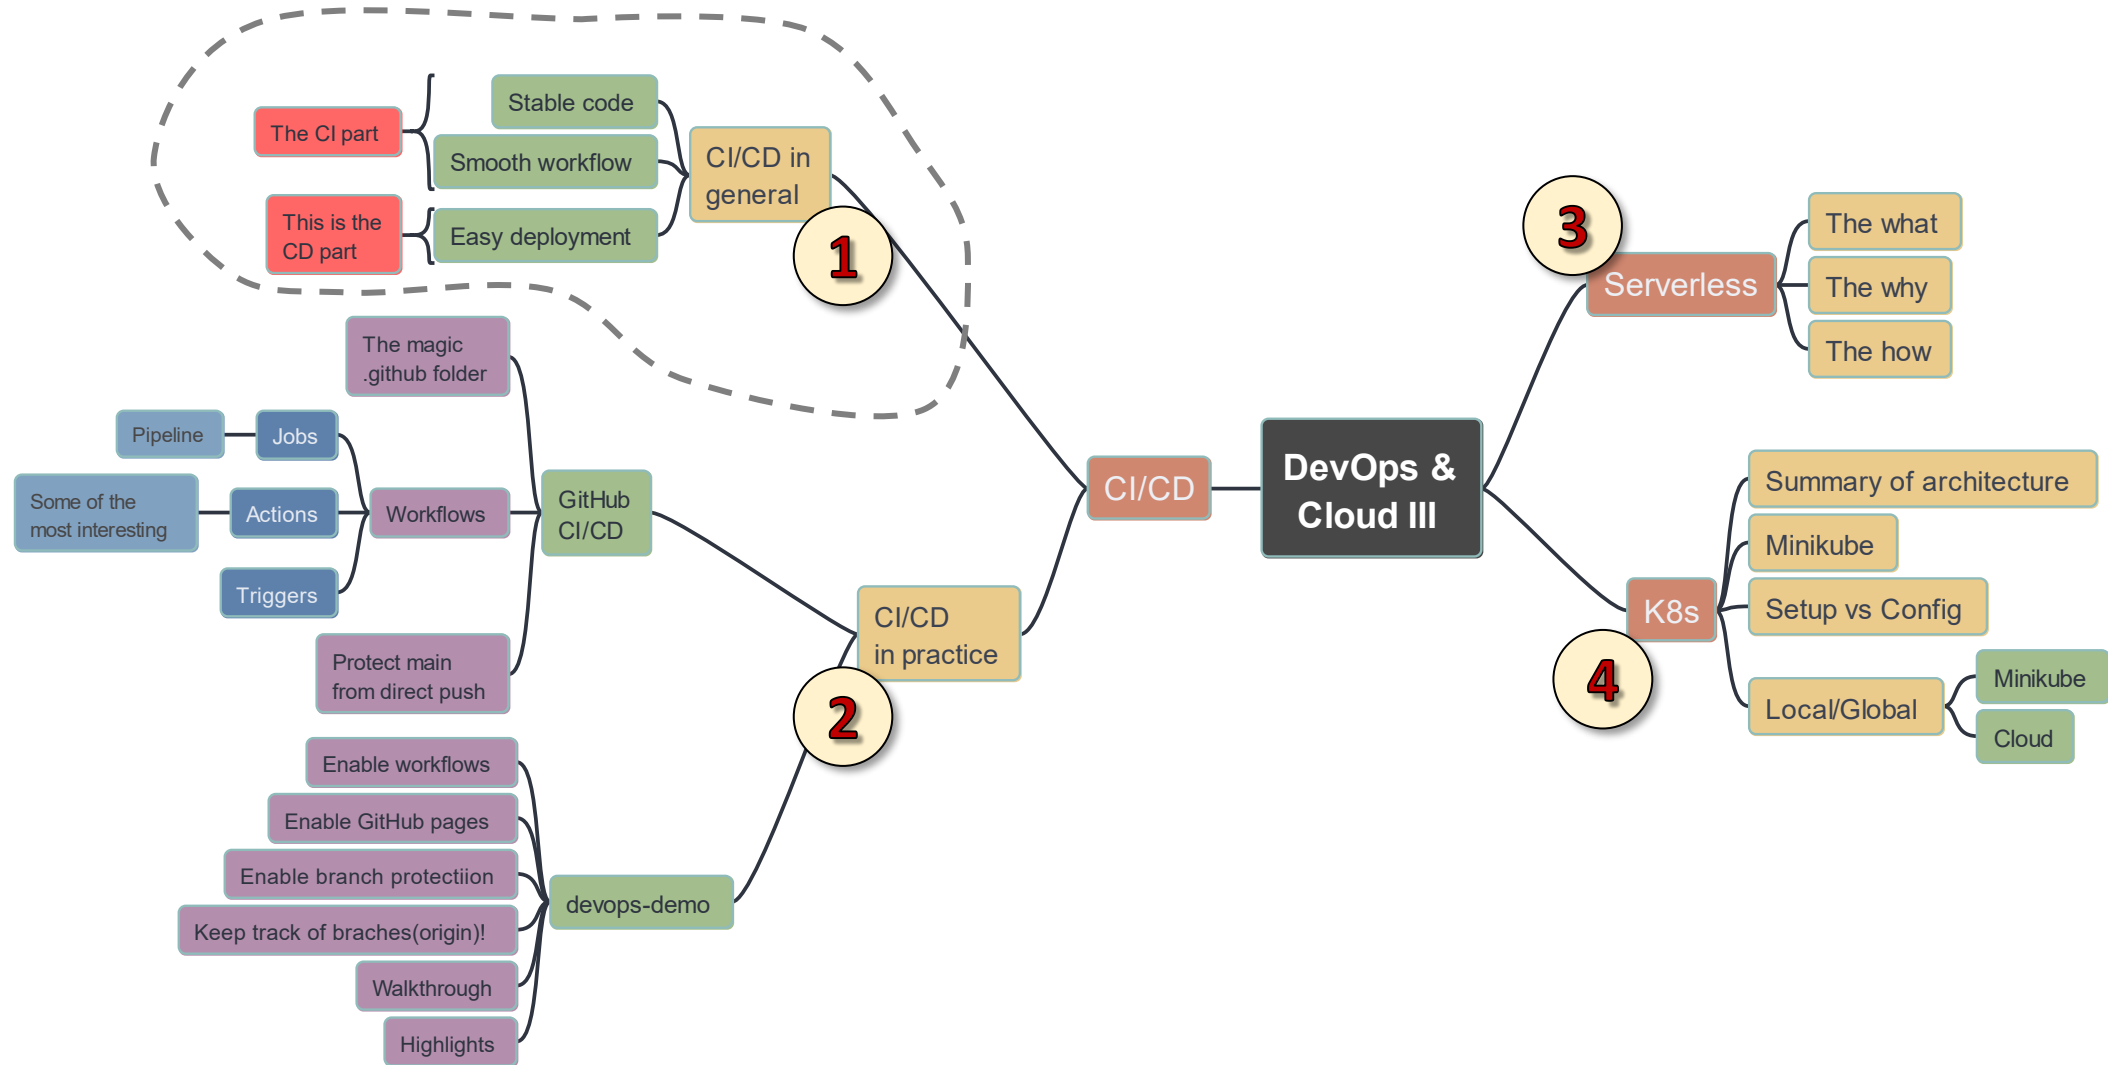 DevOps &
Cloud III
CI/CD
1
CI/CD in
general
Stable code
Smooth workflow
Easy deployment
The CI part
This is the
CD part
2
CI/CD
in practice
GitHub
CI/CD
The magic
.github folder
Workflows
Jobs
Pipeline
Actions
Some of the
most interesting
Triggers
Protect main
from direct push
devops-demo
Enable workflows
Enable GitHub pages
Enable branch protectiion
Keep track of braches(origin)!
Walkthrough
Highlights
3
Serverless
The what
The why
The how
4
K8s
Summary of architecture
Minikube
Setup vs Config
Local/Global
Minikube
Cloud